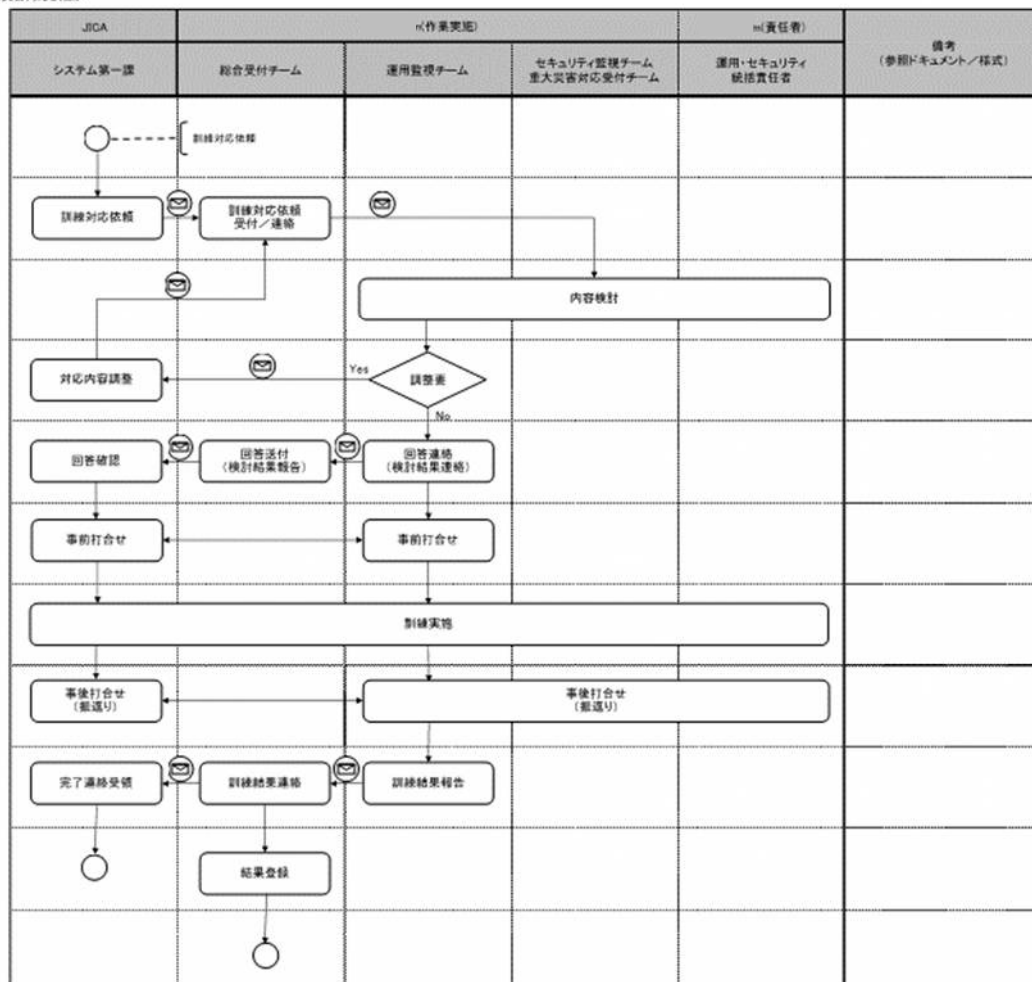 JICA
n(作業実施)
m(責任者)
備考
(参照ドキュメント/様式)
システム第一課
総合受付チーム
運用監視チーム
セキュリティ監視チーム
重大災害対応受付チーム
運用・セキュリティ
統括責任者
訓練対応依頼
訓練対応依頼
訓練対応依頼
受付/連絡
内容検討
対応内容調整
Yes
調整要
No
回答確認
回答送付
(検討結果報告)
回答連絡
(検討結果連絡)
事前打合せ
事前打合せ
訓練実施
事後打合せ
(振返り)
事後打合せ
(振返り)
完了連絡受領
訓練結果連絡
訓練結果報告
結果登録